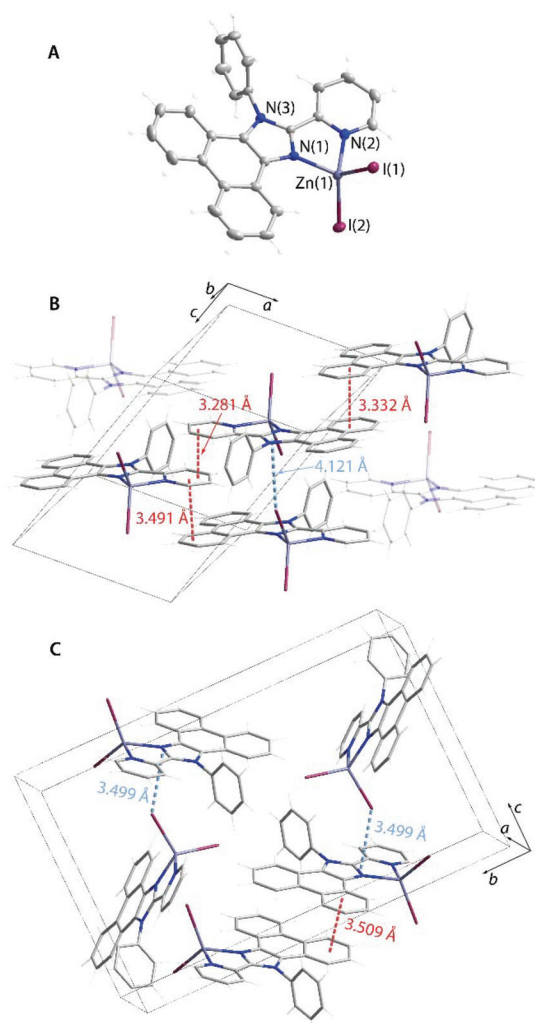 A
N(3)
N(1)
N(2)
Zn(1)
I(1)
I(2)
B
b
a
c
3.281 Å
3.332 Å
4.121 Å
3.491 Å
C
3.499 Å
3.499 Å
c
a
b
3.509 Å